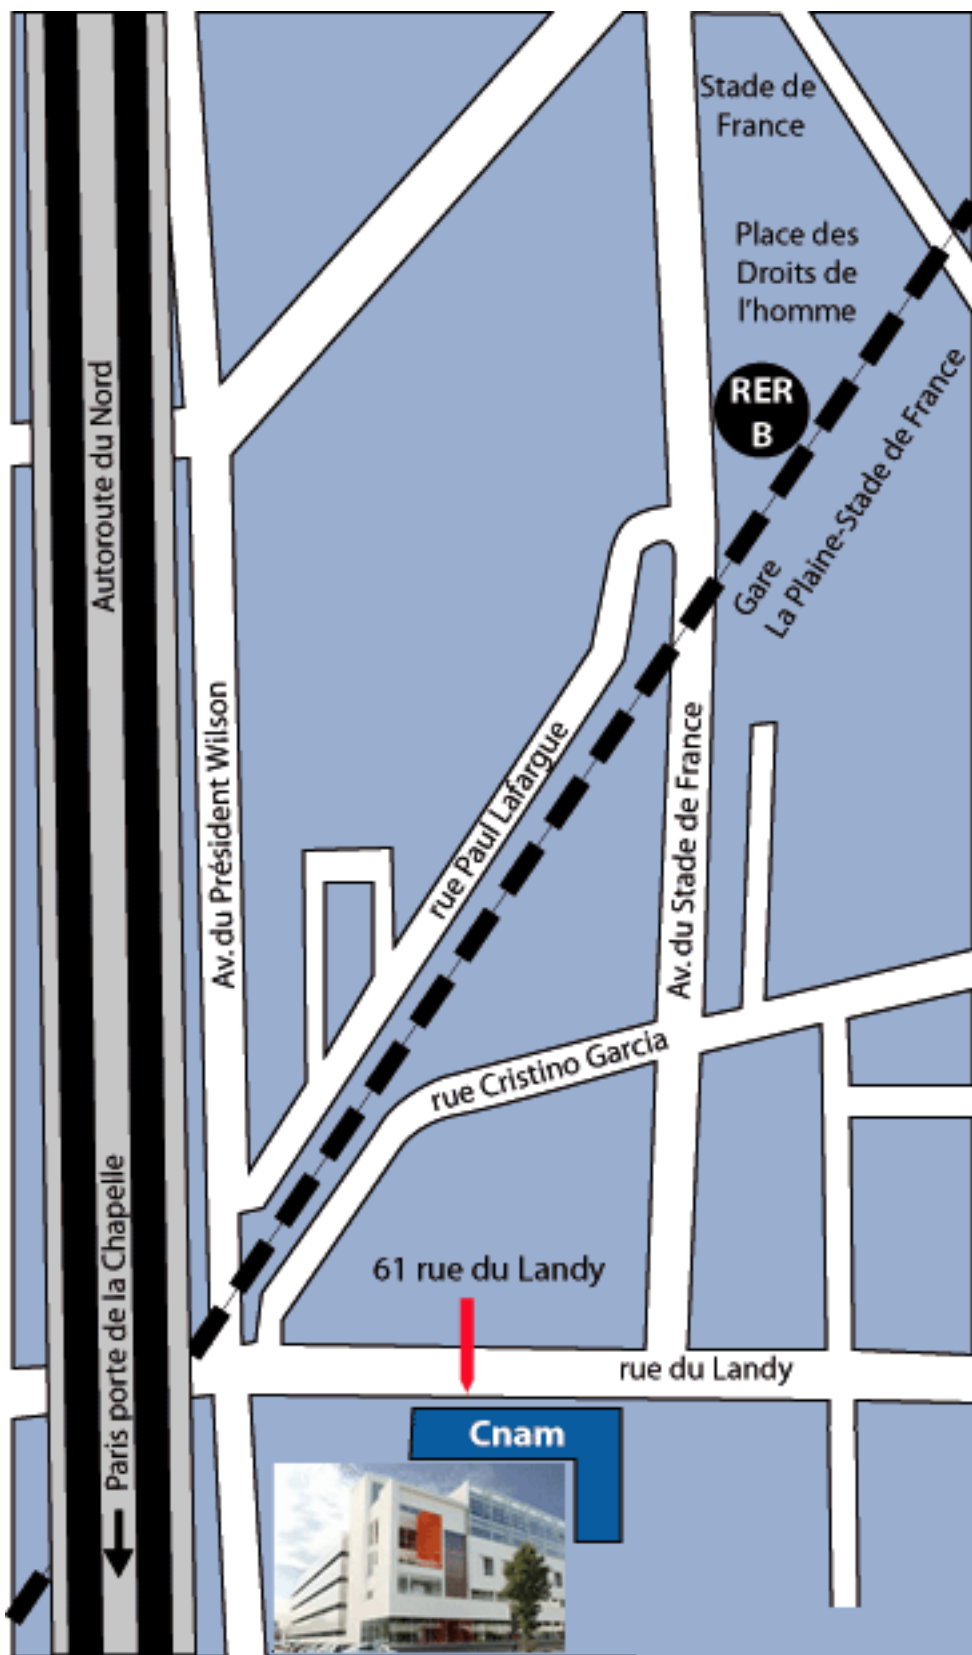 Stade de
France
Place des
Droits de
l'homme
RER
B
Gare
La Plaine-Stade de France
Autoroute du Nord
Av. du Président Wilson
rue Paul Lafargue
Av. du Stade de France
rue Cristino Garcia
Paris porte de la Chapelle
61 rue du Landy
rue du Landy
Cnam